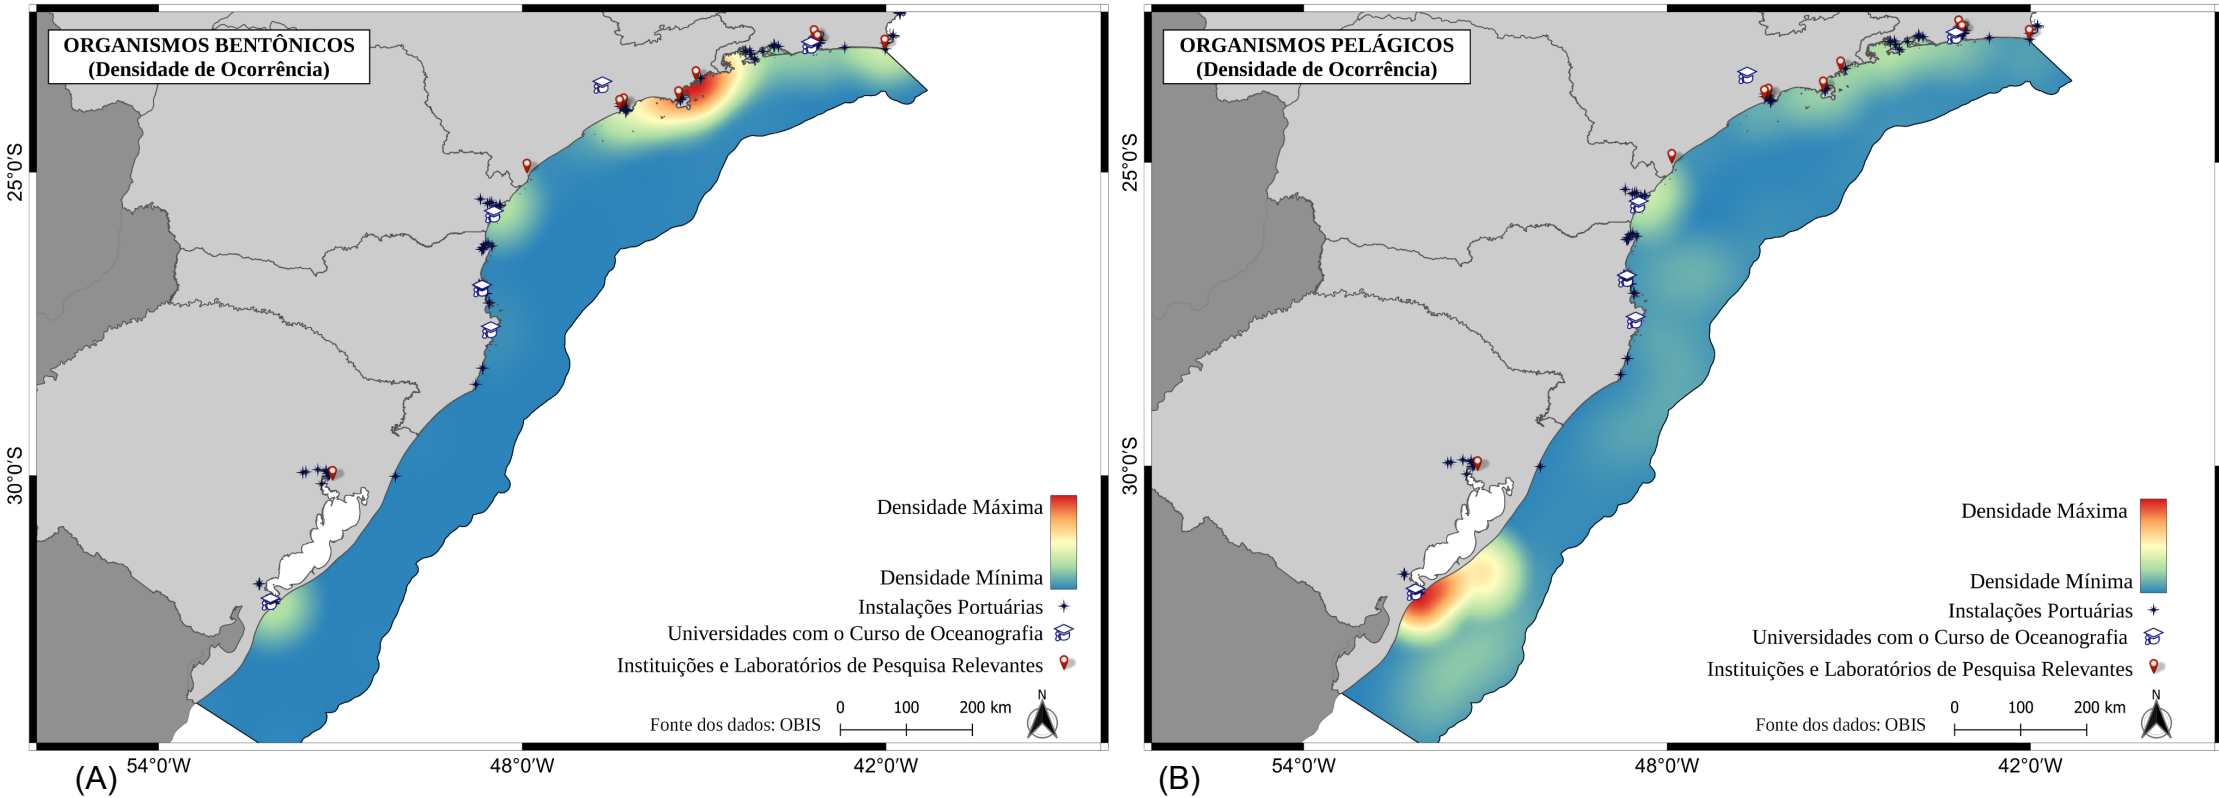 ORGANISMOS BENTÔNICOS
(Densidade de Ocorrência)
25°0'S
30°0'S
Densidade Máxima
Densidade Mínima
Instalações Portuárias
Universidades com o Curso de Oceanografia
Instituições e Laboratórios de Pesquisa Relevantes
Fonte dos dados: OBIS
0 100 200 km
N
54°0'W 48°0'W 42°0'W
(A)
ORGANISMOS PELÁGICOS
(Densidade de Ocorrência)
25°0'S
30°0'S
Densidade Máxima
Densidade Mínima
Instalações Portuárias
Universidades com o Curso de Oceanografia
Instituições e Laboratórios de Pesquisa Relevantes
Fonte dos dados: OBIS
0 100 200 km
N
54°0'W 48°0'W 42°0'W
(B)